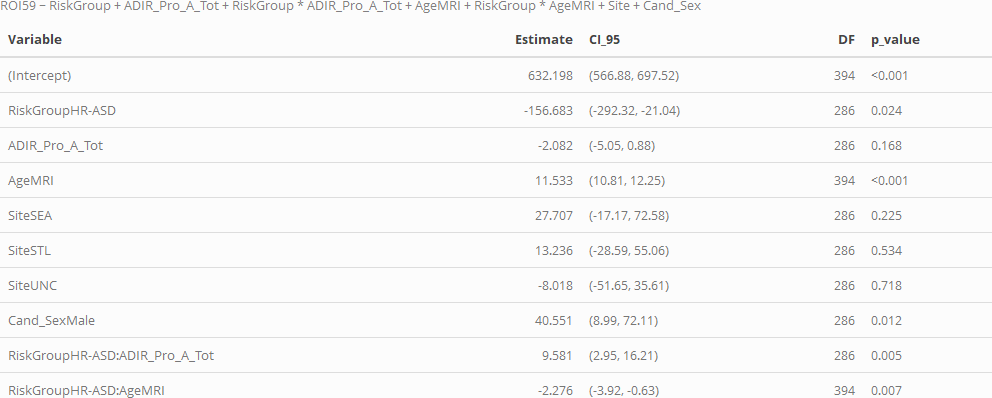 ROI59 ~ RiskGroup + ADIR_Pro_A_Tot + RiskGroup * ADIR_Pro_A_Tot + AgeMRI + RiskGroup * AgeMRI + Site + Cand_Sex
Variable Estimate CI_95 DF p_value
(Intercept) 632.198 (566.88, 697.52) 394 <0.001
RiskGroupHR-ASD -156.683 (-292.32, -21.04) 286 0.024
ADIR_Pro_A_Tot -2.082 (-5.05, 0.88) 286 0.168
AgeMRI 11.533 (10.81, 12.25) 394 <0.001
SiteSEA 27.707 (-17.17, 72.58) 286 0.225
SiteSTL 13.236 (-28.59, 55.06) 286 0.534
SiteUNC -8.018 (-51.65, 35.61) 286 0.718
Cand_SexMale 40.551 (8.99, 72.11) 286 0.012
RiskGroupHR-ASD:ADIR_Pro_A_Tot 9.581 (2.95, 16.21) 286 0.005
RiskGroupHR-ASD:AgeMRI -2.276 (-3.92, -0.63) 394 0.007